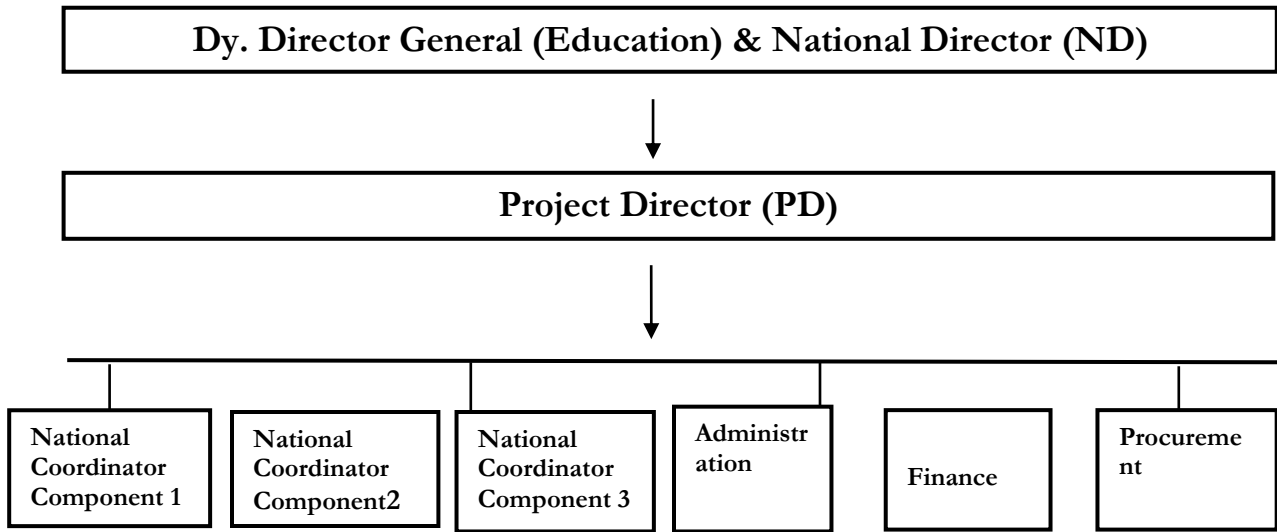 Dy. Director General (Education) & National Director (ND)
Project Director (PD)
National
Coordinator
Component 1
National
Coordinator
Component2
National
Coordinator
Component 3
Administr
ation
Finance
Procureme
nt